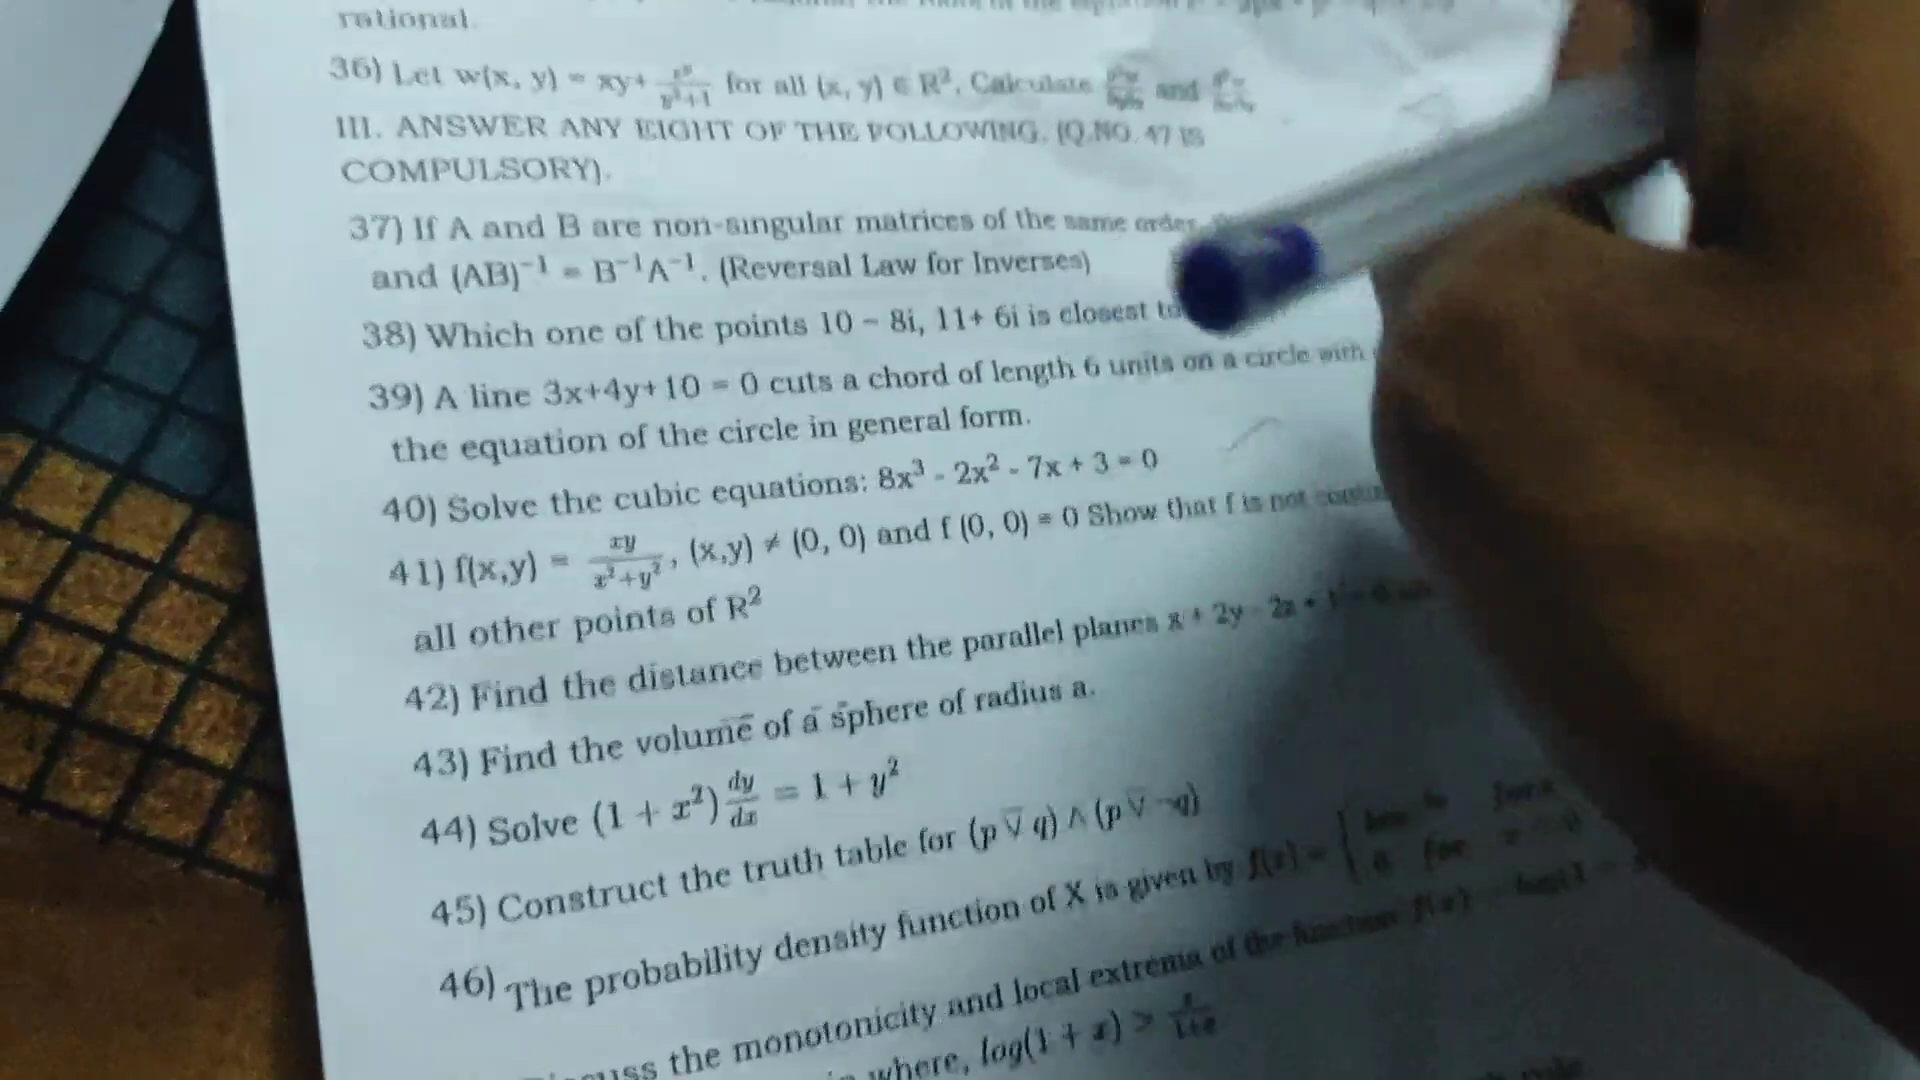 rational.
36) Let w(x, y) = xy+ for all (x, y) ∈ R², Calculate and
III. ANSWER ANY EIGHT OF THE FOLLOWING. (Q.NO. 47 IS
COMPULSORY).
37) If A and B are non-singular matrices of the same order
and (AB)⁻¹ = B⁻¹A⁻¹. (Reversal Law for Inverses)
38) Which one of the points 10 - 8i, 11+ 6i is closest to
39) A line 3x+4y+10 = 0 cuts a chord of length 6 units on a circle with
the equation of the circle in general form.
40) Solve the cubic equations: 8x³ - 2x² - 7x + 3 = 0
41) f(x,y) = xy/(x²+y²), (x,y) ≠ (0, 0) and f (0, 0) = 0 Show that f is not
all other points of R²
42) Find the distance between the parallel planes x + 2y - 2z + 1 = 0
43) Find the volume of a sphere of radius a.
44) Solve (1 + x²) dy/dx = 1 + y²
45) Construct the truth table for (p ⊽ q) ∧ (p ⊽ ¬q)
46) The probability density function of X is given by f(x) = { for
0 for
the monotonicity and local extrema of the function f(x)
where, log(1 + x) > x/(1+x)